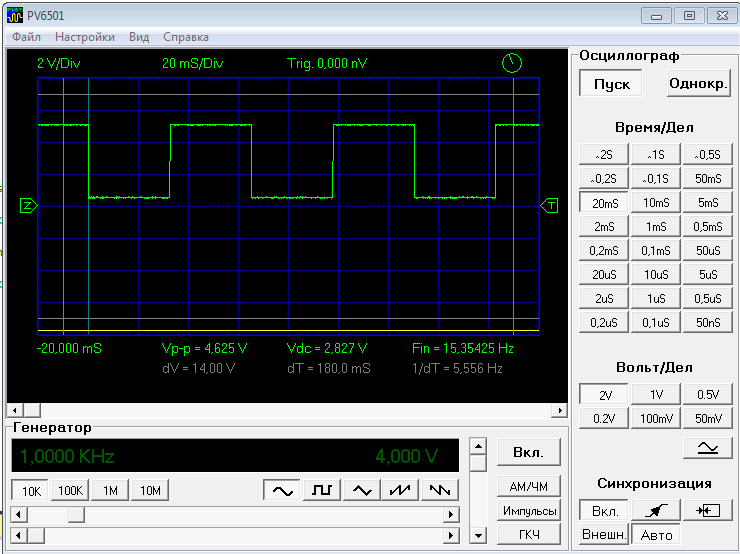 PV6501
Файл Настройки Вид Справка
2 V/Div 20 mS/Div Trig. 0,000 nV
Z T
-20,000 mS Vp-p = 4,625 V Vdc = 2,827 V Fin = 15,35425 Hz
dV = 14,00 V dT = 180,0 mS 1/dT = 5,556 Hz
Генератор
1,0000 KHz 4,000 V
10K 100K 1M 10M
Вкл.
АМ/ЧМ
Импульсы
ГКЧ
Осциллограф
Пуск Однокр.
Время/Дел
^2S ^1S ^0,5S
^0,2S ^0,1S 50mS
20mS 10mS 5mS
2mS 1mS 0,5mS
0,2mS 0,1mS 50uS
20uS 10uS 5uS
2uS 1uS 0,5uS
0,2uS 0,1uS 50nS
Вольт/Дел
2V 1V 0.5V
0.2V 100mV 50mV
Синхронизация
Вкл.
Внешн. Авто